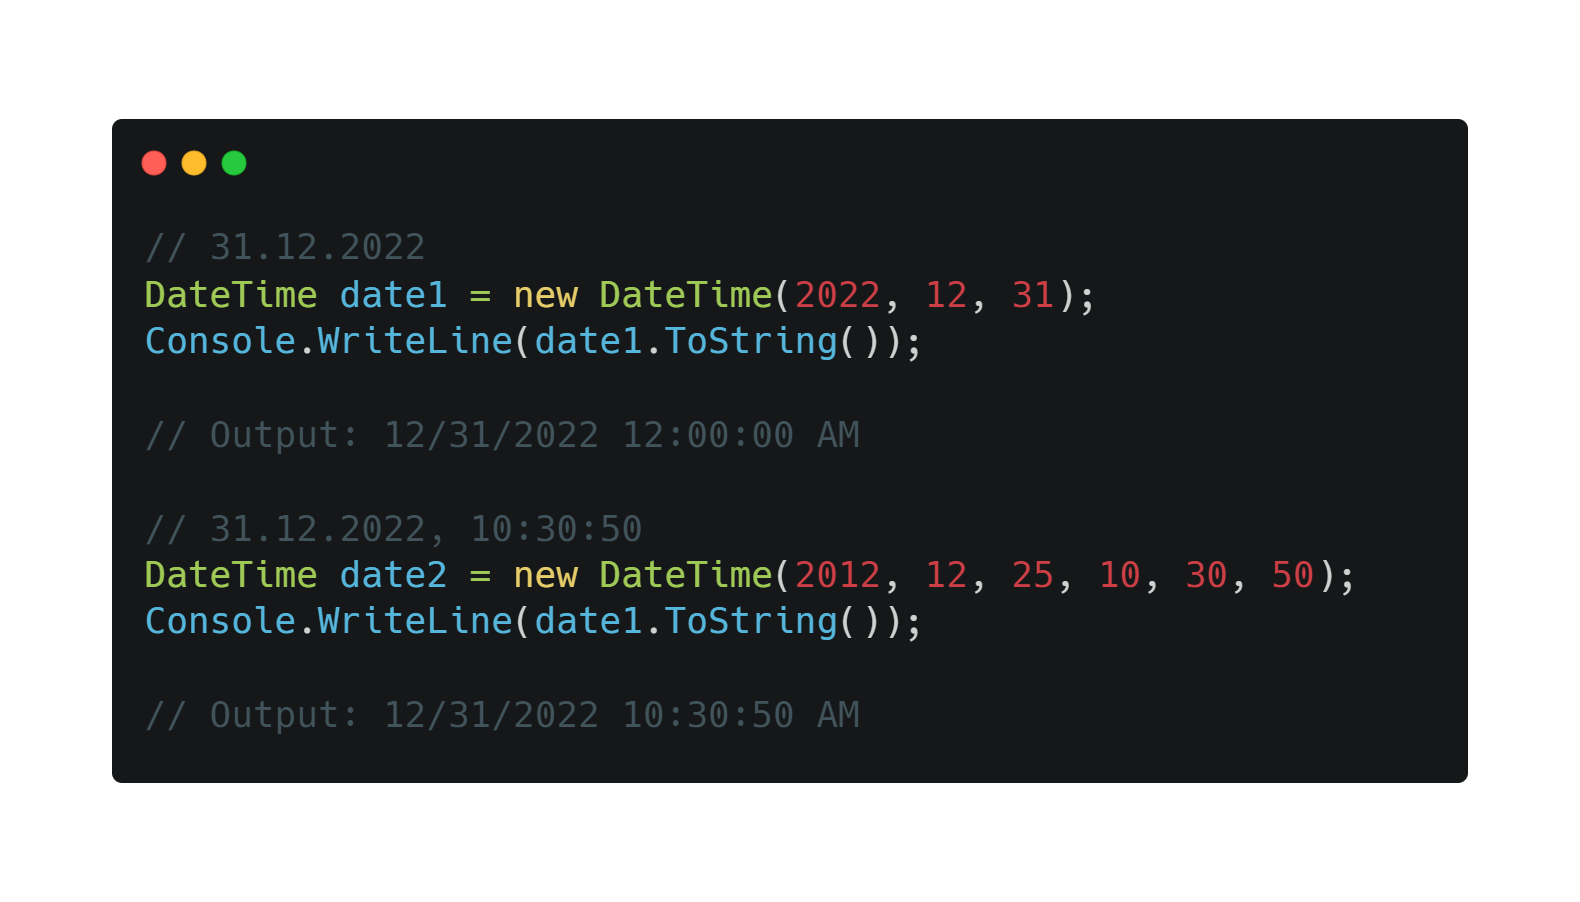 // 31.12.2022
DateTime date1 = new DateTime(2022, 12, 31);
Console.WriteLine(date1.ToString());
// Output: 12/31/2022 12:00:00 AM
// 31.12.2022, 10:30:50
DateTime date2 = new DateTime(2012, 12, 25, 10, 30, 50);
Console.WriteLine(date1.ToString());
// Output: 12/31/2022 10:30:50 AM